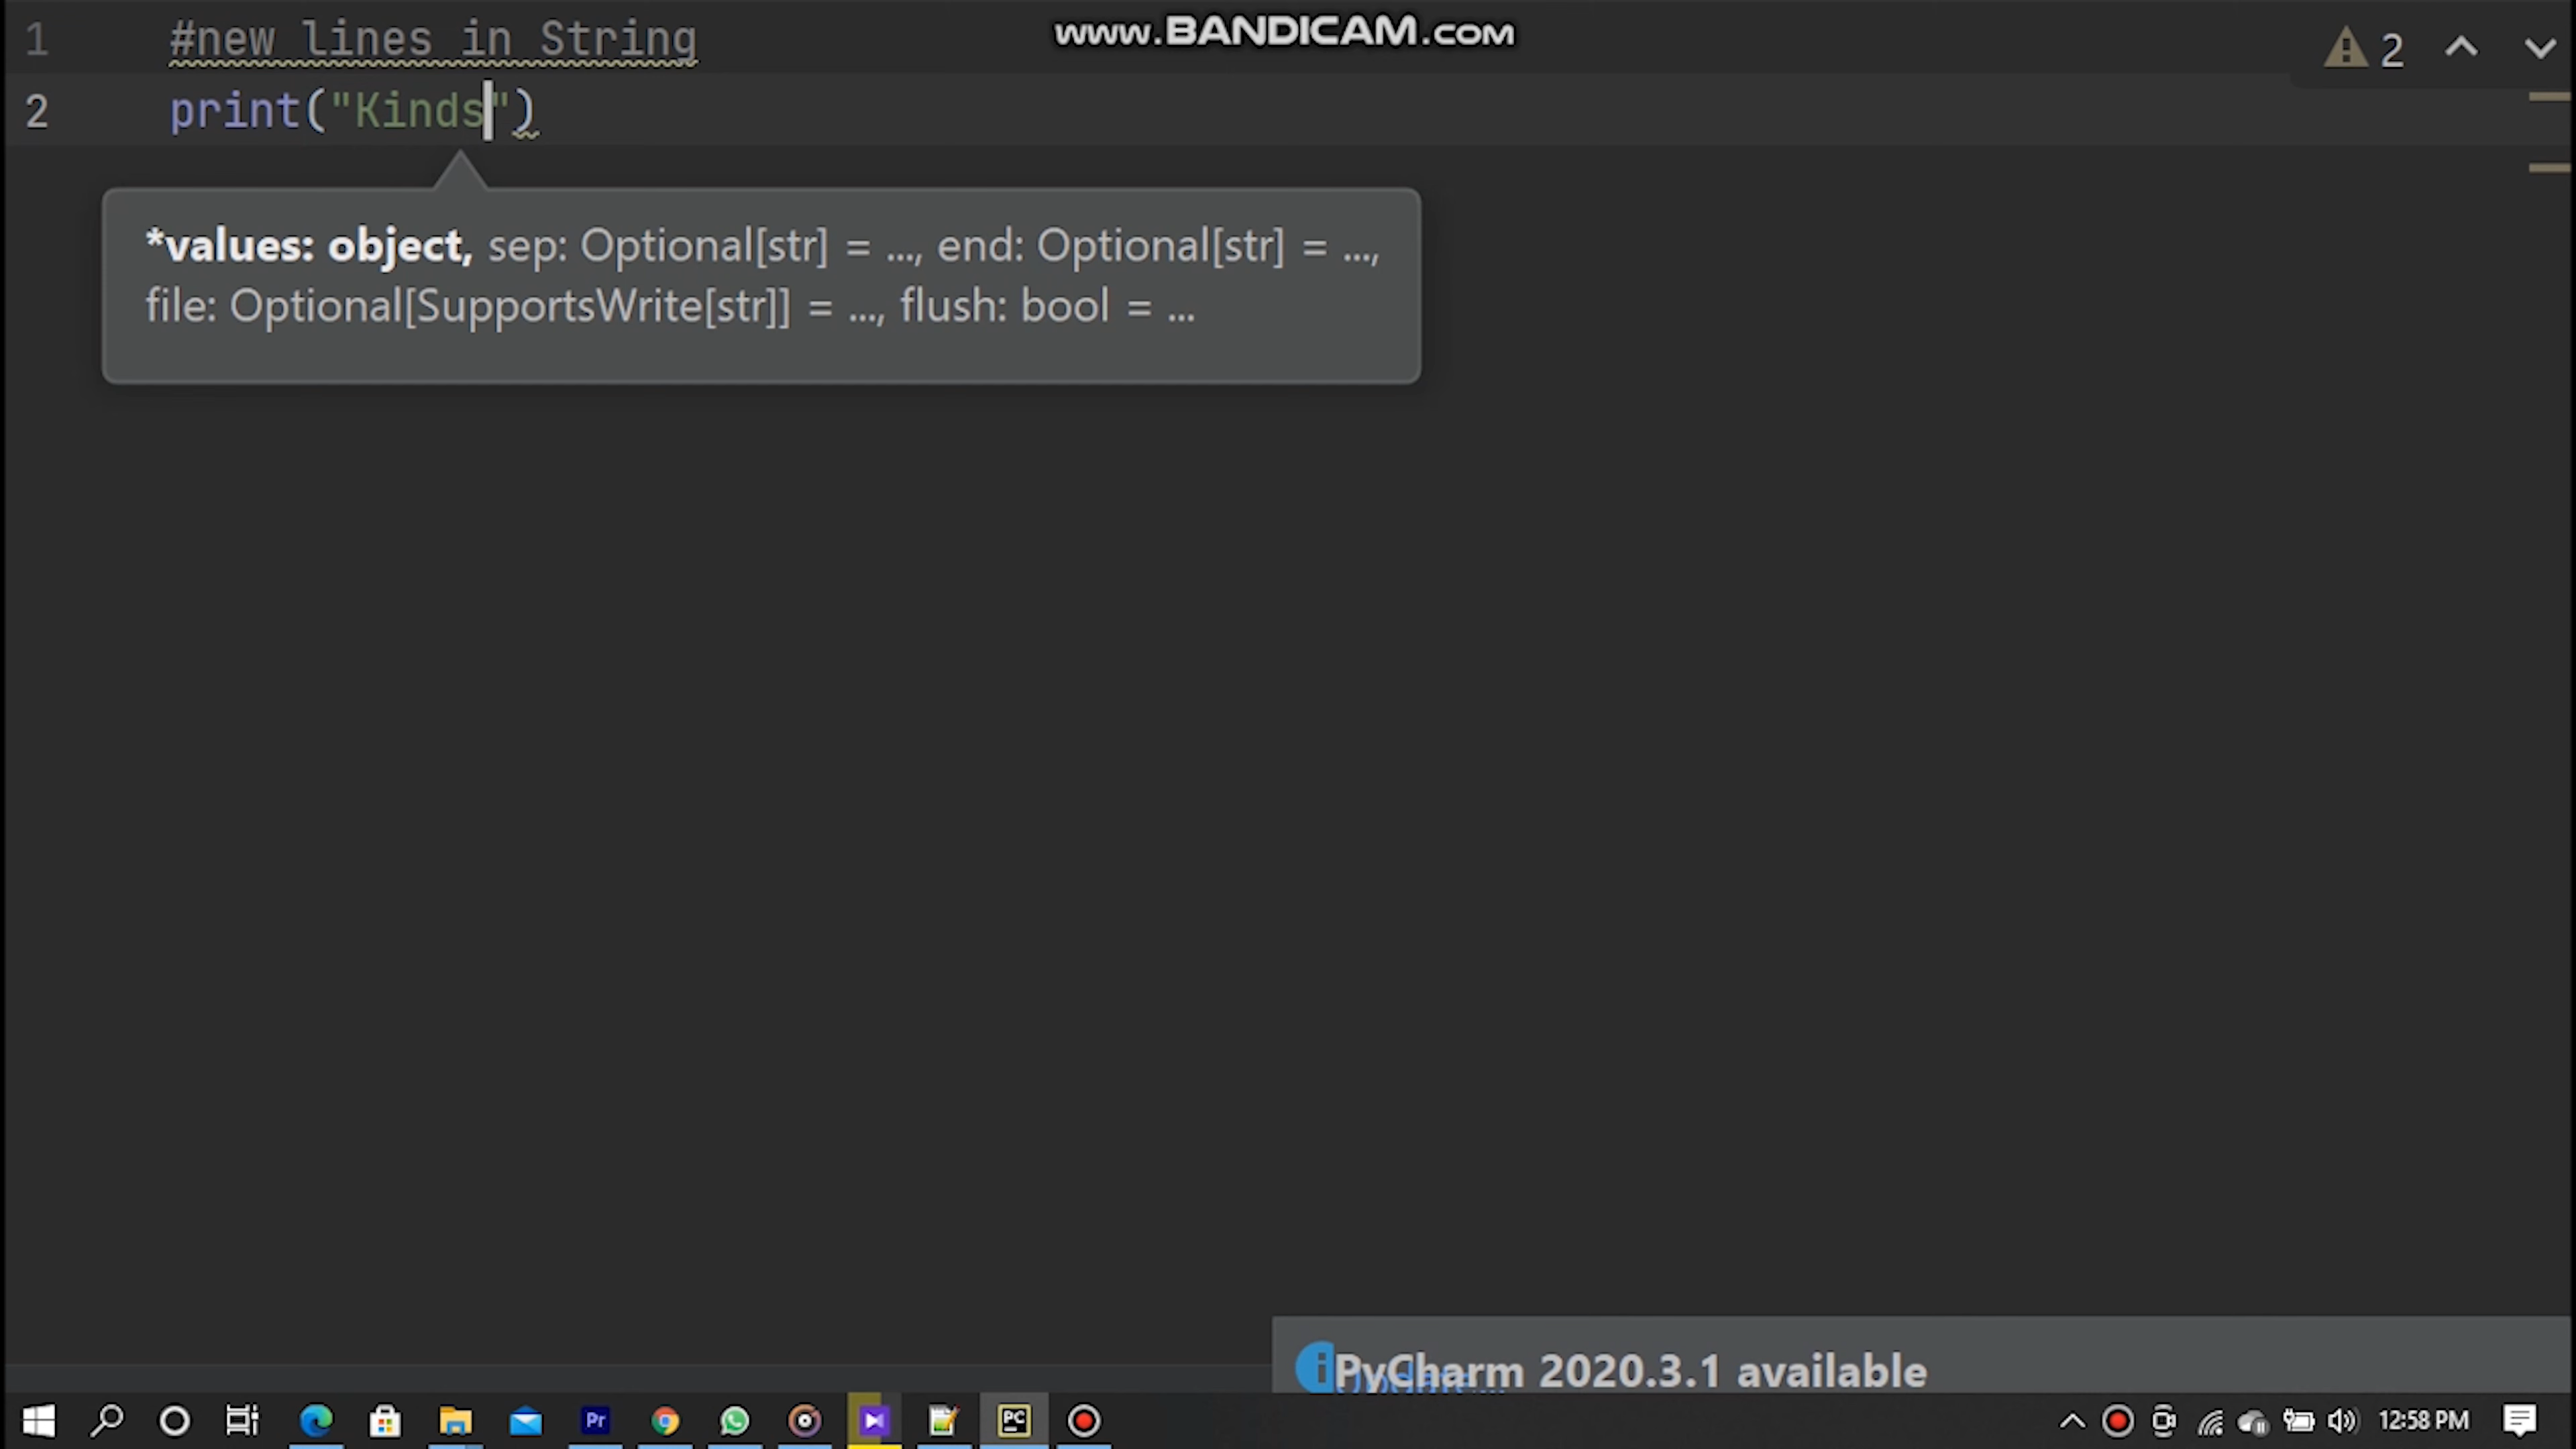 www.BANDICAM.com
1 #new lines in String
2 print("Kinds")
2
*values: object, sep: Optional[str] = ..., end: Optional[str] = ...,
file: Optional[SupportsWrite[str]] = ..., flush: bool = ...
PyCharm 2020.3.1 available
Update...
Pr
PC
12:58 PM